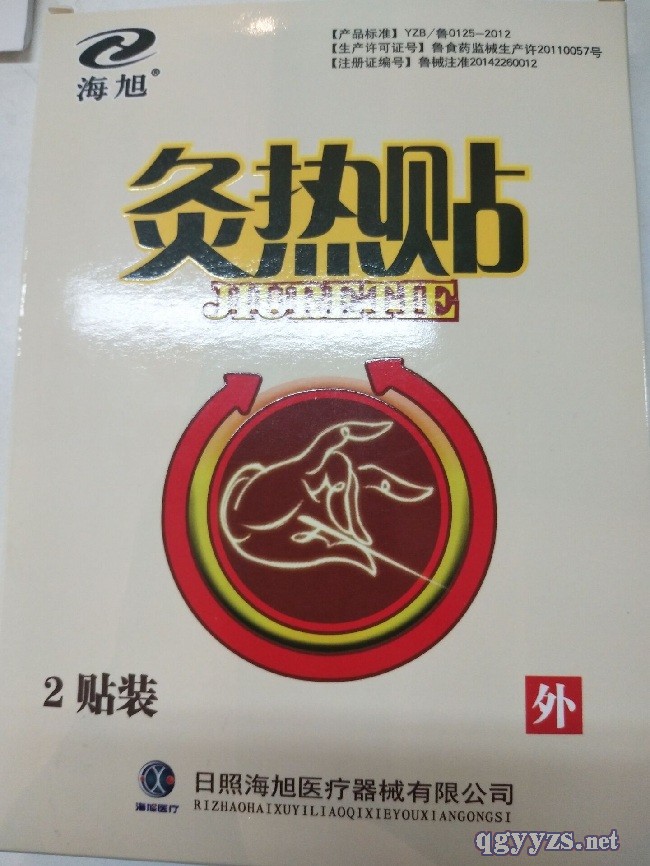 【产品标准】YZB／鲁0125-2012
【生产许可证号】鲁食药监械生产许20110057号
【注册证编号】鲁械注准20142260012
海旭®
灸热贴
JIURETIE
2贴装
外
日照海旭医疗器械有限公司
海旭医疗
RIZHAOHAIXUYILIAOQIXIEYOUXIANGONGSI
qgyyzs.net